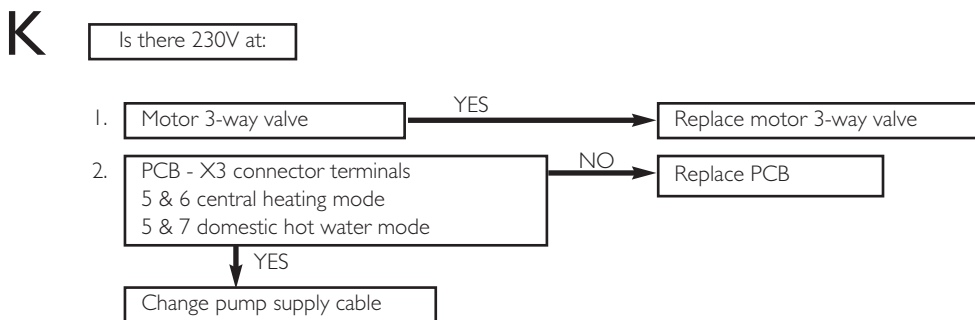 K
Is there 230V at:
1. Motor 3-way valve
YES
Replace motor 3-way valve
2. PCB - X3 connector terminals
5 & 6 central heating mode
5 & 7 domestic hot water mode
NO
Replace PCB
YES
Change pump supply cable